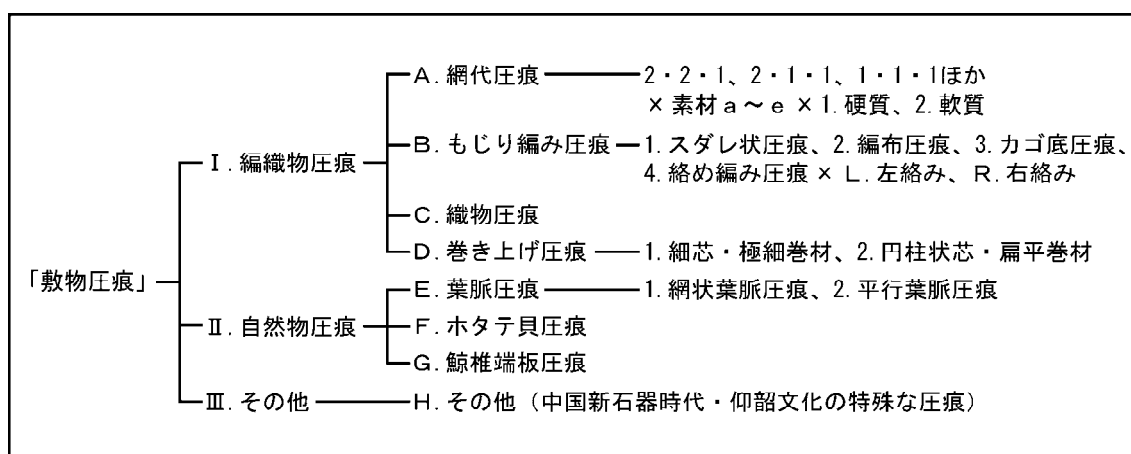 A. 網代圧痕 2・2・1、2・1・1、1・1・1ほか
× 素材a～e ×1. 硬質、2. 軟質
B. もじり編み圧痕 1. スダレ状圧痕、2. 編布圧痕、3. カゴ底圧痕、
Ⅰ. 編織物圧痕
4. 絡め編み圧痕 × L. 左絡み、R. 右絡み
C. 織物圧痕
D. 巻き上げ圧痕 1. 細芯・極細巻材、2. 円柱状芯・扁平巻材
「敷物圧痕」
E. 葉脈圧痕 1. 網状葉脈圧痕、2. 平行葉脈圧痕
Ⅱ. 自然物圧痕 F. ホタテ貝圧痕
G. 鯨椎端板圧痕
Ⅲ. その他 H. その他（中国新石器時代・仰韶文化の特殊な圧痕）